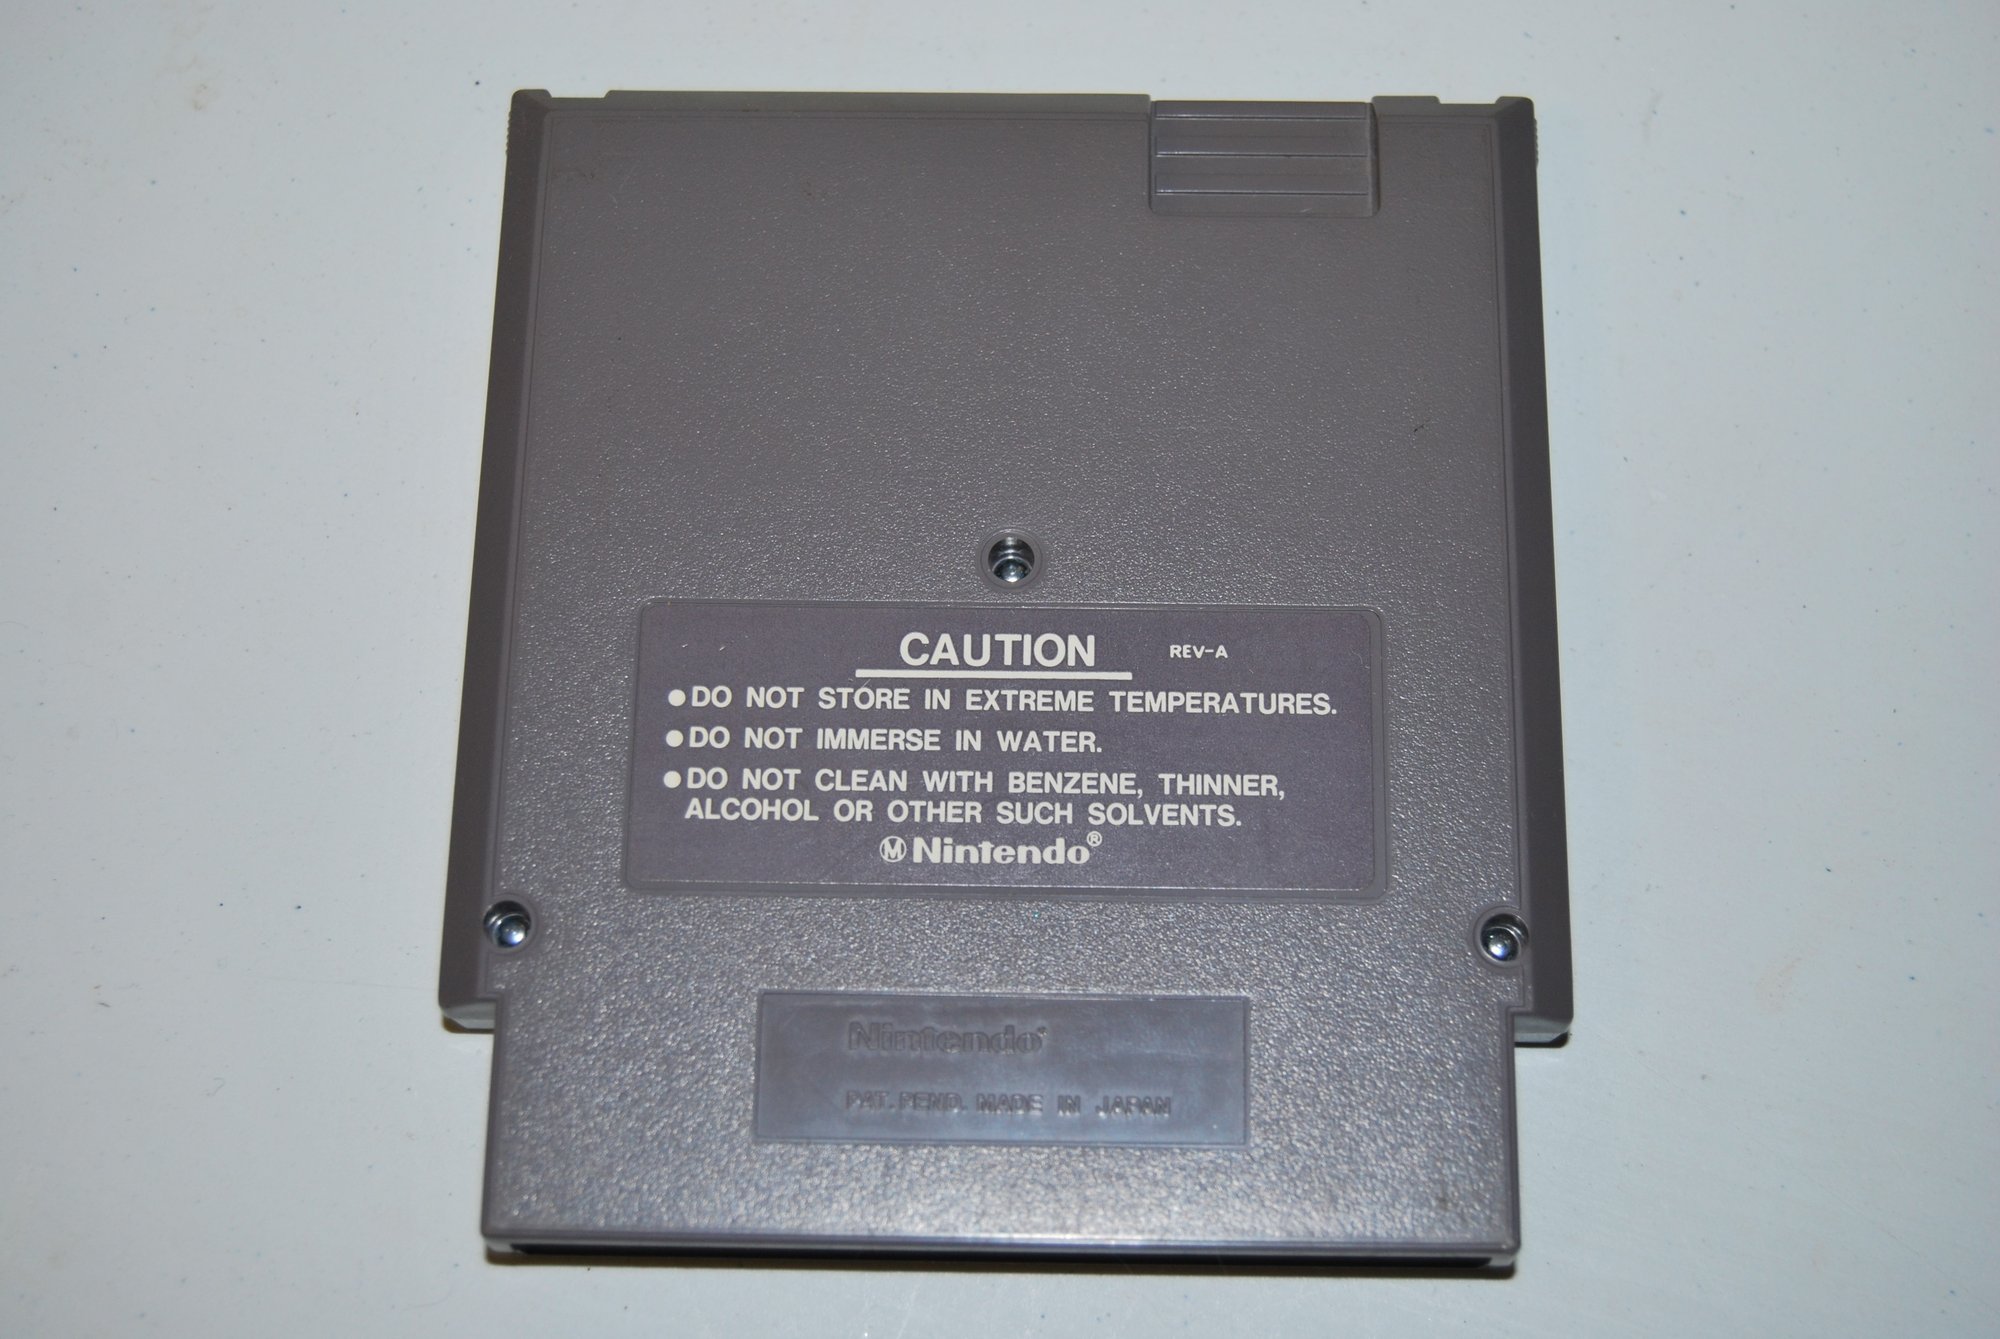 CAUTION REV-A
●DO NOT STORE IN EXTREME TEMPERATURES.
●DO NOT IMMERSE IN WATER.
●DO NOT CLEAN WITH BENZENE, THINNER,
ALCOHOL OR OTHER SUCH SOLVENTS.
Ⓜ Nintendo®
Nintendo®
PAT. PEND. MADE IN JAPAN